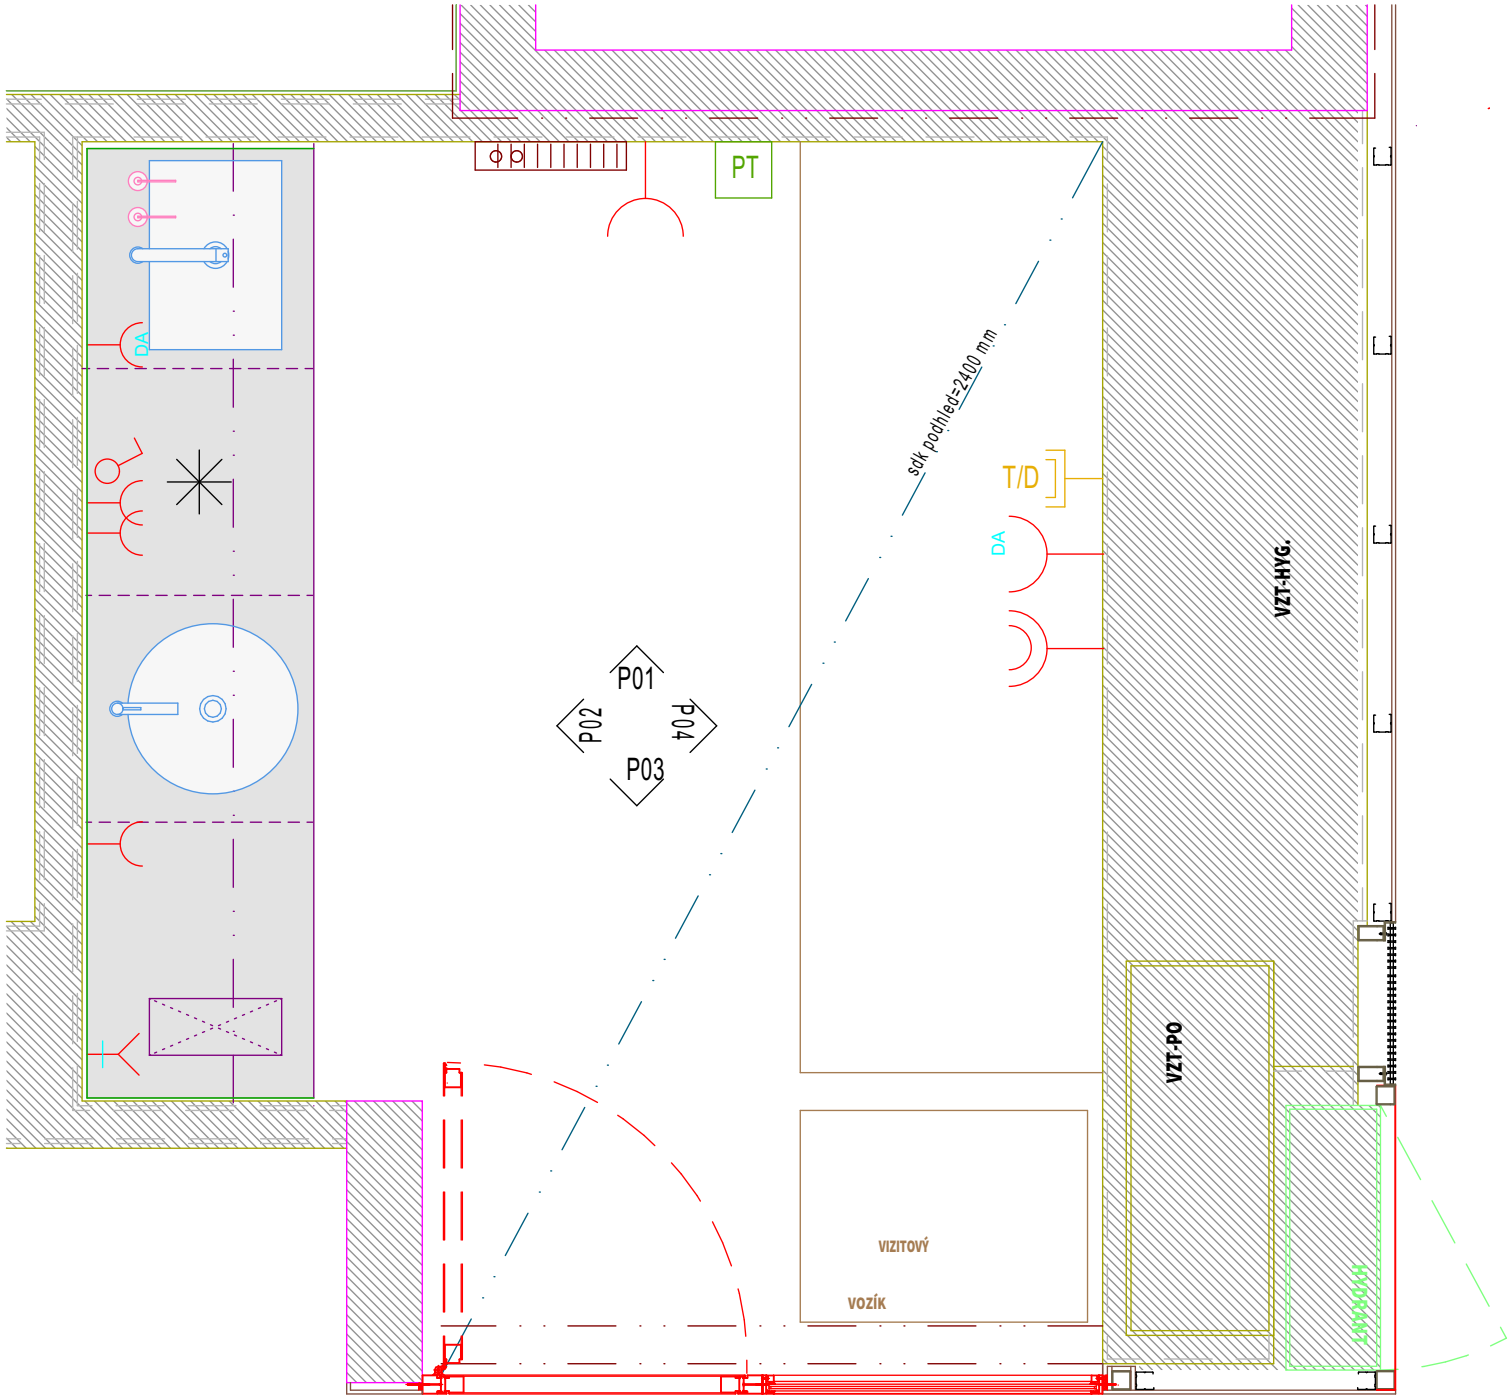 PT
DA
sdk podhled=2400 mm
T/D
DA
VZT-HYG.
P01
P02
P04
P03
VZT-PO
VIZITOVÝ
VOZÍK
HYDRANT